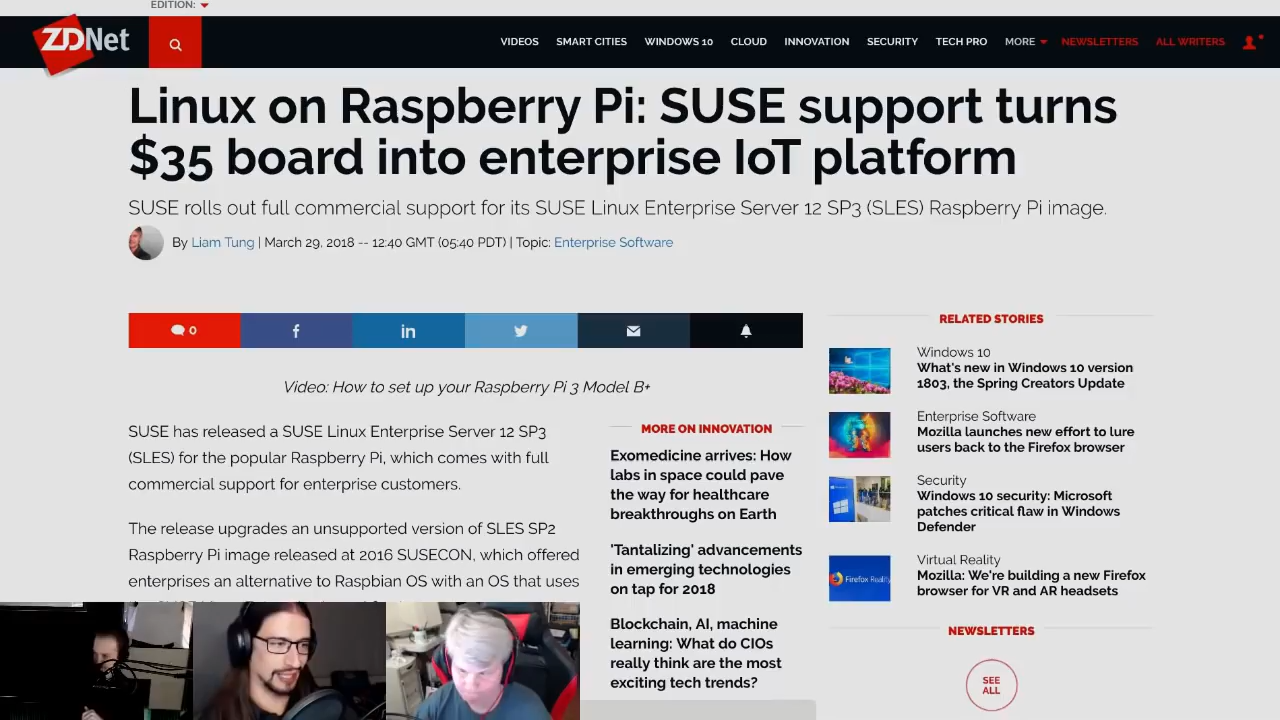 EDITION:
ZDNet
VIDEOS SMART CITIES WINDOWS 10 CLOUD INNOVATION SECURITY TECH PRO MORE NEWSLETTERS ALL WRITERS
Linux on Raspberry Pi: SUSE support turns
$35 board into enterprise IoT platform
SUSE rolls out full commercial support for its SUSE Linux Enterprise Server 12 SP3 (SLES) Raspberry Pi image.
By Liam Tung | March 29, 2018 -- 12:40 GMT (05:40 PDT) | Topic: Enterprise Software
0
Video: How to set up your Raspberry Pi 3 Model B+
SUSE has released a SUSE Linux Enterprise Server 12 SP3
(SLES) for the popular Raspberry Pi, which comes with full
commercial support for enterprise customers.
The release upgrades an unsupported version of SLES SP2
Raspberry Pi image released at 2016 SUSECON, which offered
enterprises an alternative to Raspbian OS with an OS that uses
MORE ON INNOVATION
Exomedicine arrives: How
labs in space could pave
the way for healthcare
breakthroughs on Earth
'Tantalizing' advancements
in emerging technologies
on tap for 2018
Blockchain, AI, machine
learning: What do CIOs
really think are the most
exciting tech trends?
RELATED STORIES
Windows 10
What's new in Windows 10 version
1803, the Spring Creators Update
Enterprise Software
Mozilla launches new effort to lure
users back to the Firefox browser
Security
Windows 10 security: Microsoft
patches critical flaw in Windows
Defender
Firefox Reality
Virtual Reality
Mozilla: We're building a new Firefox
browser for VR and AR headsets
NEWSLETTERS
SEE
ALL